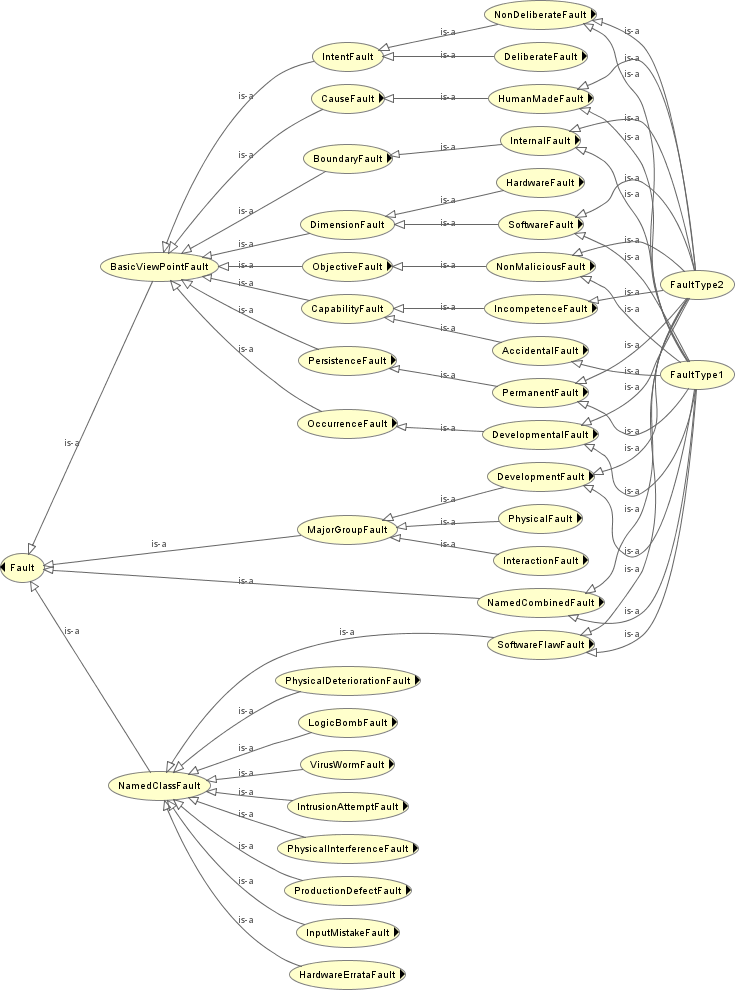 NonDeliberateFault
is-a
is-a
IntentFault
is-a
DeliberateFault
is-a
is-a
CauseFault
is-a
HumanMadeFault
is-a
is-a
InternalFault
is-a
BoundaryFault
is-a
is-a
HardwareFault
is-a
is-a
is-a
is-a
DimensionFault
is-a
SoftwareFault
is-a
is-a
BasicViewPointFault
is-a
ObjectiveFault
is-a
NonMaliciousFault
is-a
is-a
FaultType2
is-a
CapabilityFault
is-a
IncompetenceFault
is-a
is-a
is-a
AccidentalFault
is-a
is-a
PersistenceFault
is-a
FaultType1
is-a
PermanentFault
is-a
OccurrenceFault
is-a
DevelopmentalFault
is-a
is-a
is-a
DevelopmentFault
is-a
is-a
is-a
PhysicalFault
MajorGroupFault
is-a
is-a
is-a
is-a
InteractionFault
Fault
is-a
is-a
NamedCombinedFault
is-a
is-a
is-a
is-a
SoftwareFlawFault
PhysicalDeteriorationFault
is-a
LogicBombFault
is-a
VirusWormFault
is-a
NamedClassFault
is-a
IntrusionAttemptFault
is-a
PhysicalInterferenceFault
is-a
ProductionDefectFault
is-a
InputMistakeFault
is-a
HardwareErrataFault